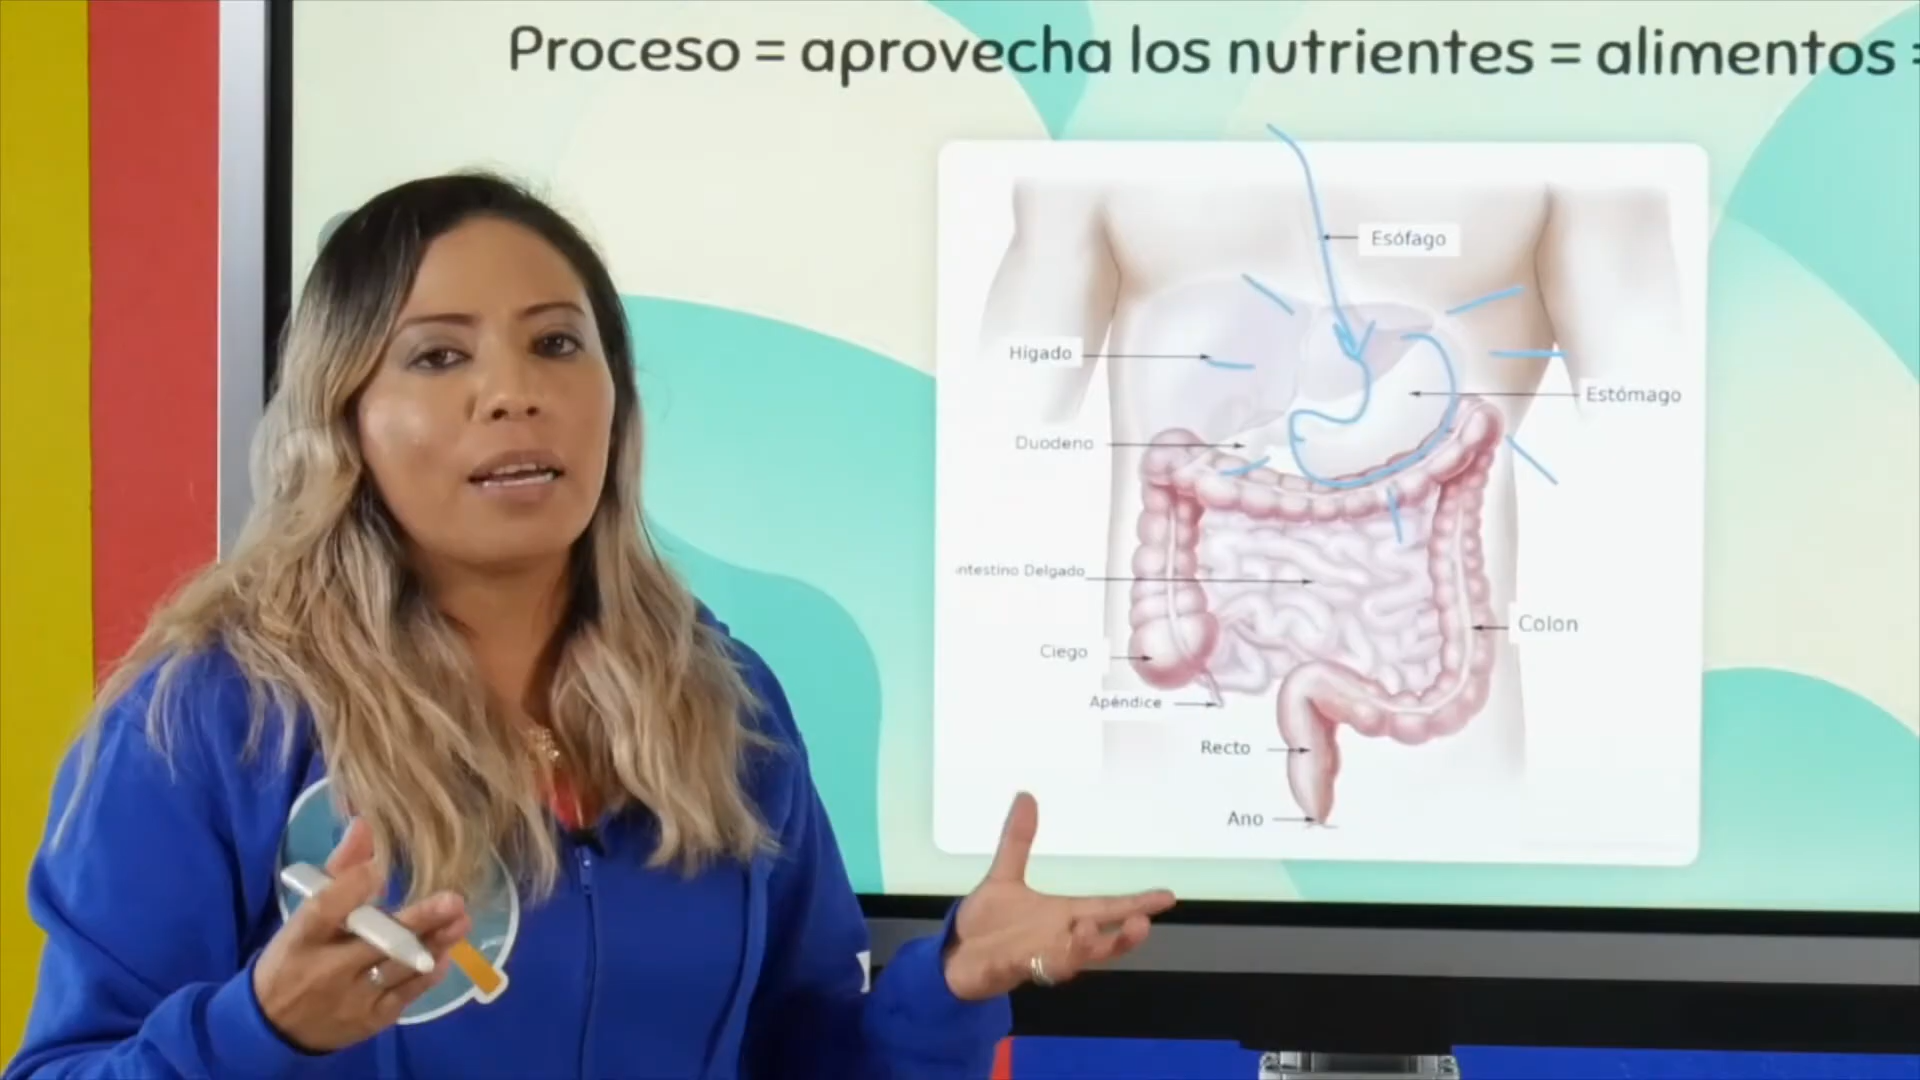 Proceso = aprovecha los nutrientes = alimentos =
Esófago
Hígado
Estómago
Duodeno
ntestino Delgado
Colon
Ciego
Apéndice
Recto
Ano